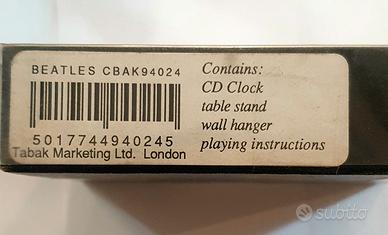 BEATLES CBAK94024
5017744940245
Tabak Marketing Ltd. London
Contains:
CD Clock
table stand
wall hanger
playing instructions
subito